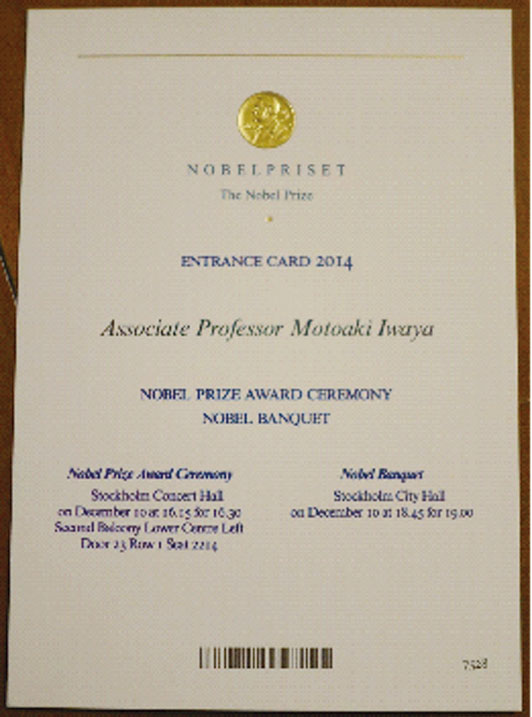 NOBELPRISET
The Nobel Prize
ENTRANCE CARD 2014
Associate Professor Motoaki Iwaya
NOBEL PRIZE AWARD CEREMONY
NOBEL BANQUET
Nobel Prize Award Ceremony
Stockholm Concert Hall
on December 10 at 16.15 for 16.30
Second Balcony Lower Centre Left
Door 23 Row 1 Seat 2214
Nobel Banquet
Stockholm City Hall
on December 10 at 18.45 for 19.00
7528